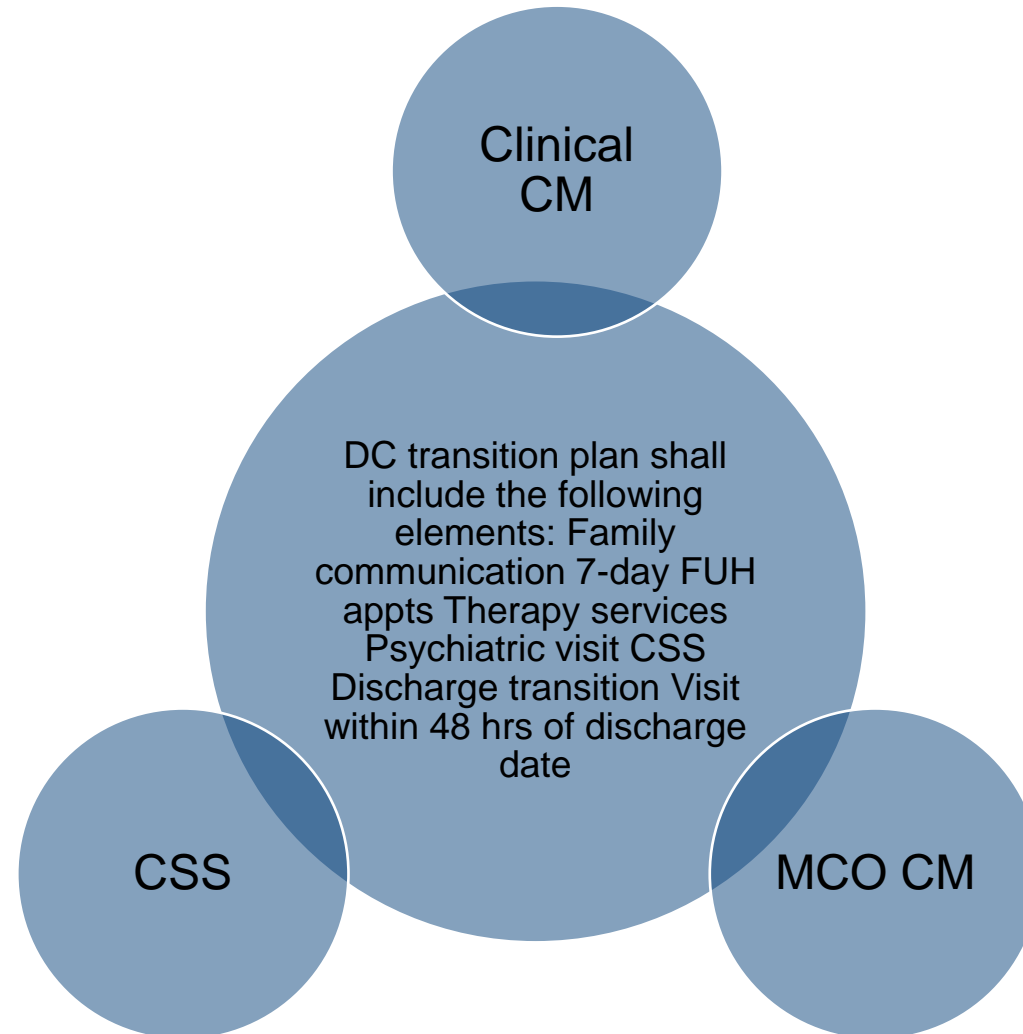 Clinical
CM
DC transition plan shall
include the following
elements: Family
communication 7-day FUH
appts Therapy services
Psychiatric visit CSS
Discharge transition Visit
within 48 hrs of discharge
date
CSS
MCO CM